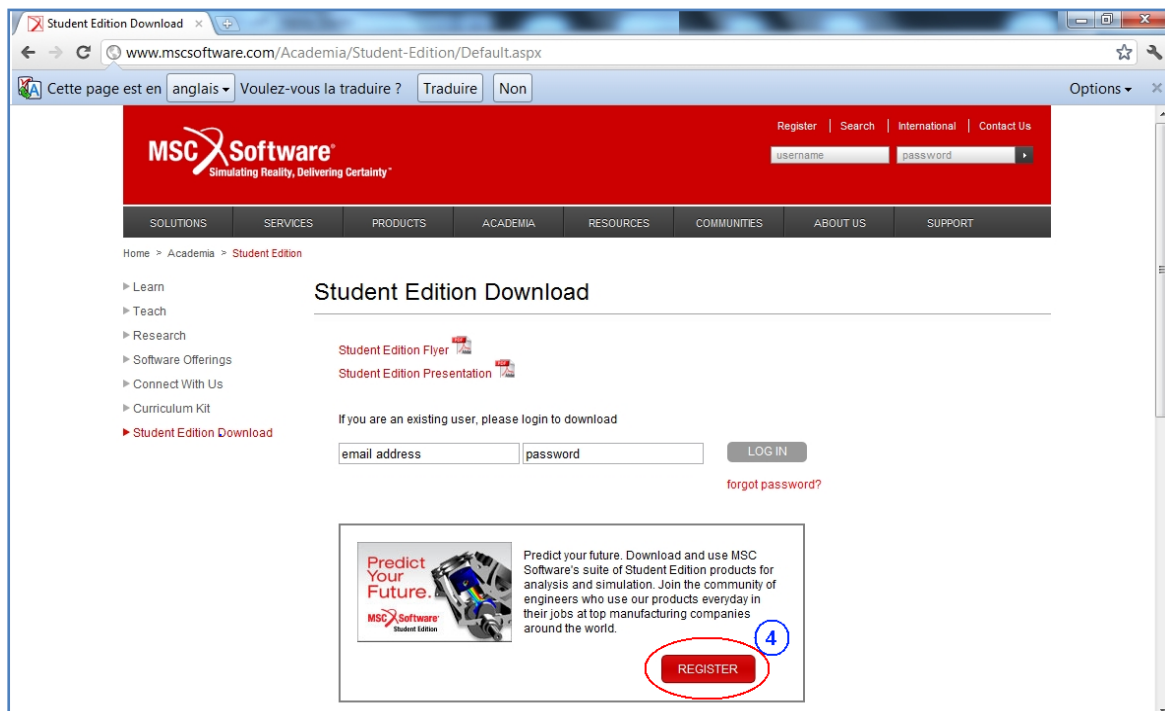 Student Edition Download
www.mscsoftware.com/Academia/Student-Edition/Default.aspx
Cette page est en anglais Voulez-vous la traduire ? Traduire Non Options
Register Search International Contact Us
MSC Software®
Simulating Reality, Delivering Certainty™
username password
SOLUTIONS SERVICES PRODUCTS ACADEMIA RESOURCES COMMUNITIES ABOUT US SUPPORT
Home > Academia > Student Edition
Learn
Teach
Research
Software Offerings
Connect With Us
Curriculum Kit
Student Edition Download
Student Edition Download
Student Edition Flyer
Student Edition Presentation
If you are an existing user, please login to download
email address password LOG IN
forgot password?
Predict
Your
Future.
MSC Software
Student Edition
Predict your future. Download and use MSC
Software's suite of Student Edition products for
analysis and simulation. Join the community of
engineers who use our products everyday in
their jobs at top manufacturing companies
around the world.
4
REGISTER